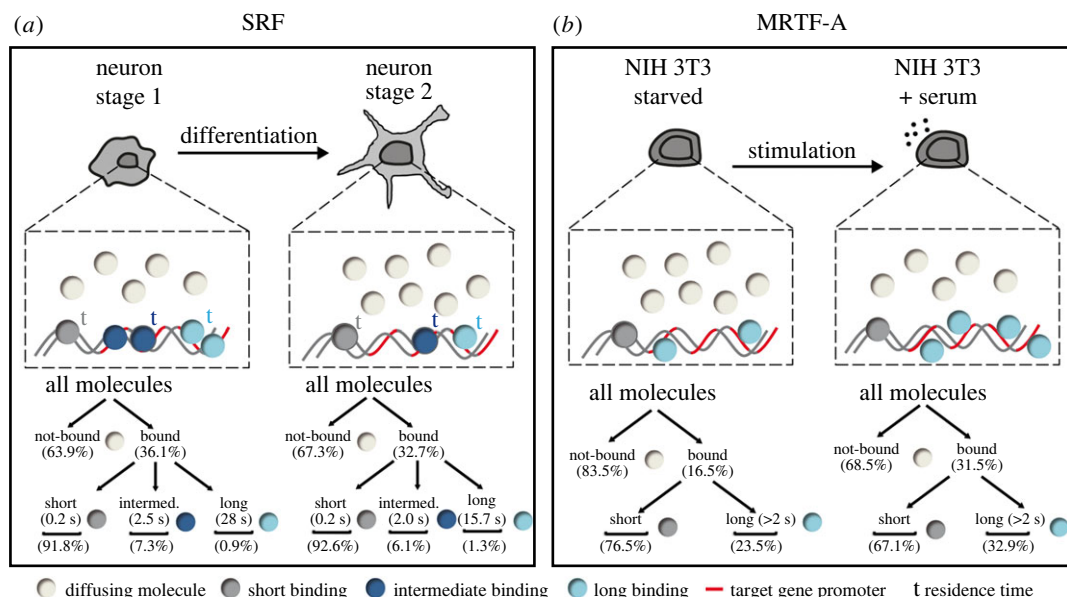 (a) SRF
neuron
stage 1
neuron
stage 2
differentiation
t t t
t t t
all molecules
not-bound
(63.9%)
bound
(36.1%)
short
(0.2 s)
(91.8%)
intermed.
(2.5 s)
(7.3%)
long
(28 s)
(0.9%)
all molecules
not-bound
(67.3%)
bound
(32.7%)
short
(0.2 s)
(92.6%)
intermed.
(2.0 s)
(6.1%)
long
(15.7 s)
(1.3%)
(b) MRTF-A
NIH 3T3
starved
NIH 3T3
+ serum
stimulation
all molecules
not-bound
(83.5%)
bound
(16.5%)
short
(76.5%)
long (>2 s)
(23.5%)
all molecules
not-bound
(68.5%)
bound
(31.5%)
short
(67.1%)
long (>2 s)
(32.9%)
diffusing molecule short binding intermediate binding long binding target gene promoter t residence time